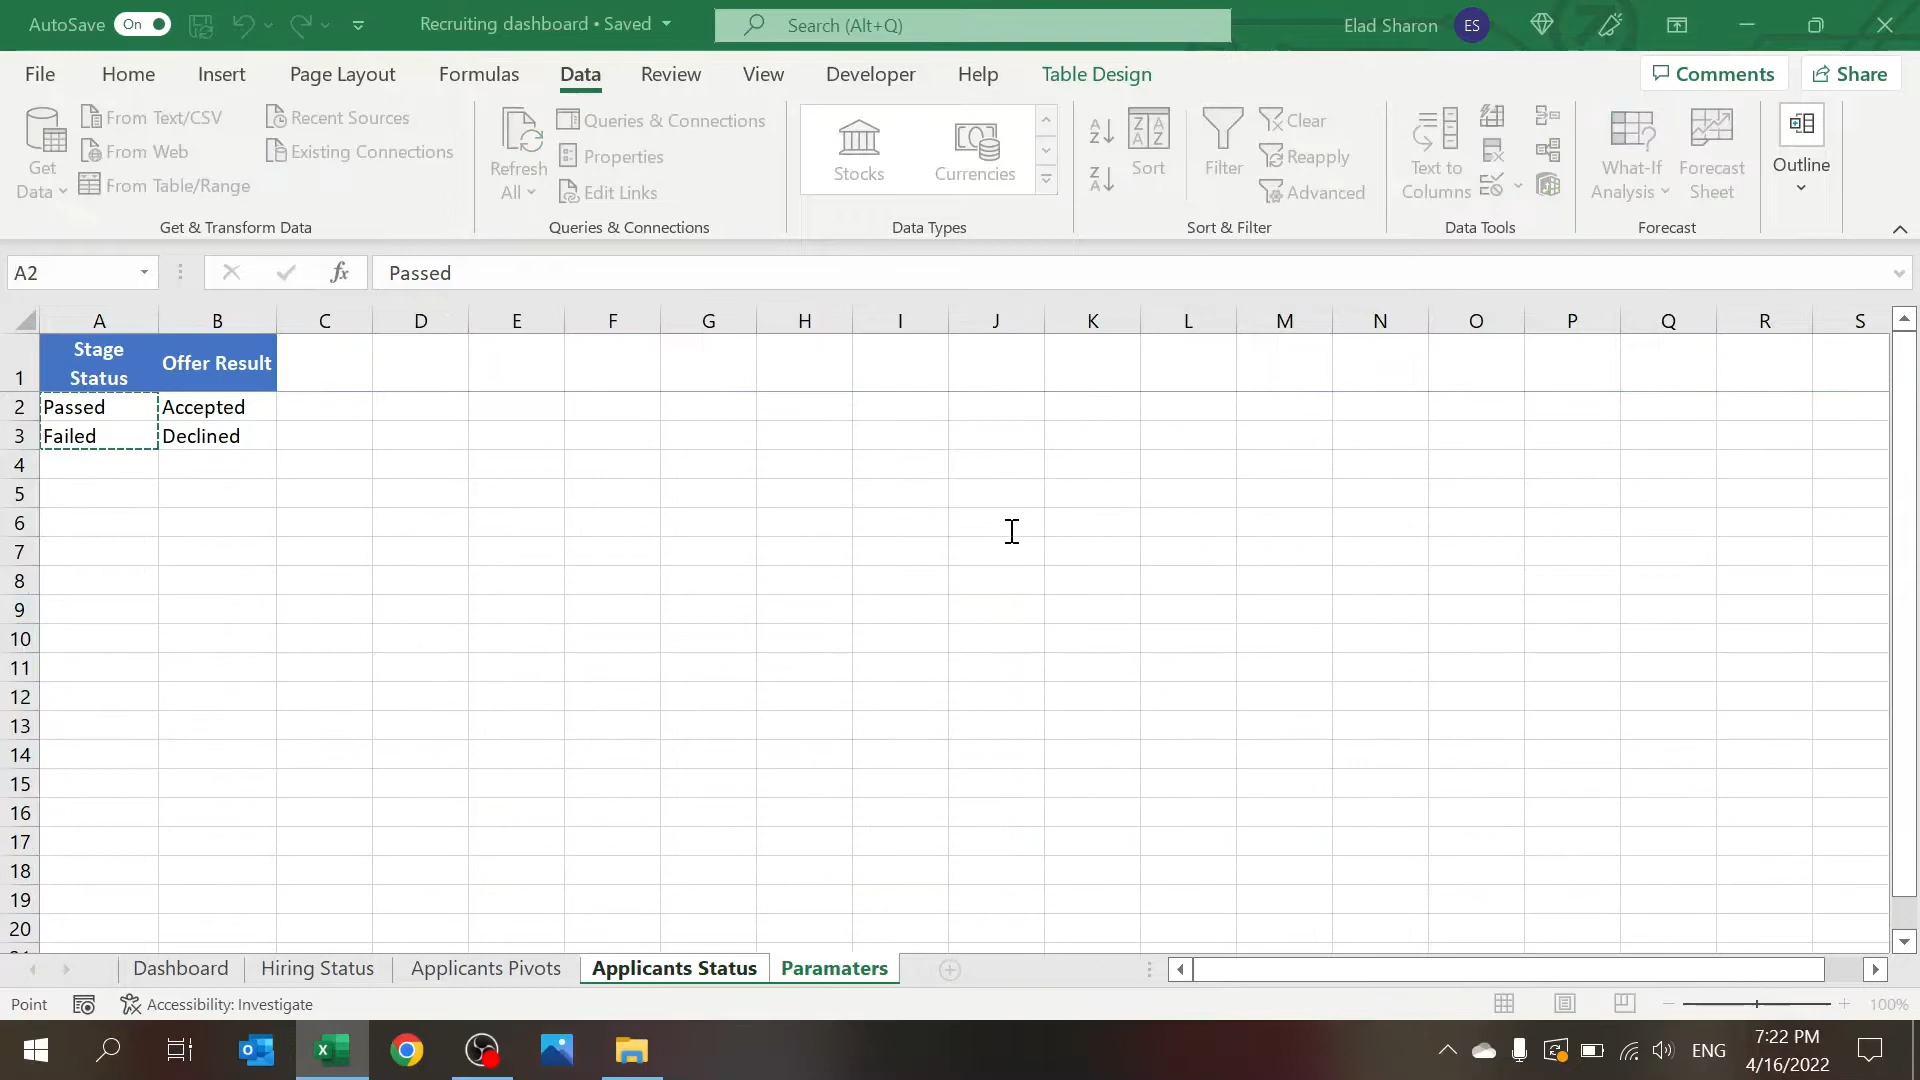 AutoSave On Recruiting dashboard • Saved Search (Alt+Q) Elad Sharon ES
File Home Insert Page Layout Formulas Data Review View Developer Help Table Design Comments Share
Get Data
From Text/CSV
From Web
From Table/Range
Recent Sources
Existing Connections
Get & Transform Data
Refresh All
Queries & Connections
Properties
Edit Links
Queries & Connections
Stocks
Currencies
Data Types
Sort
Filter
Clear
Reapply
Advanced
Sort & Filter
Text to Columns
Data Tools
What-If Analysis
Forecast Sheet
Forecast
Outline
A2 fx Passed
A B C D E F G H I J K L M N O P Q R S
1 Stage Status Offer Result
2 Passed Accepted
3 Failed Declined
4
5
6
7
8
9
10
11
12
13
14
15
16
17
18
19
20
Dashboard Hiring Status Applicants Pivots Applicants Status Paramaters
Point Accessibility: Investigate 100%
ENG
7:22 PM
4/16/2022